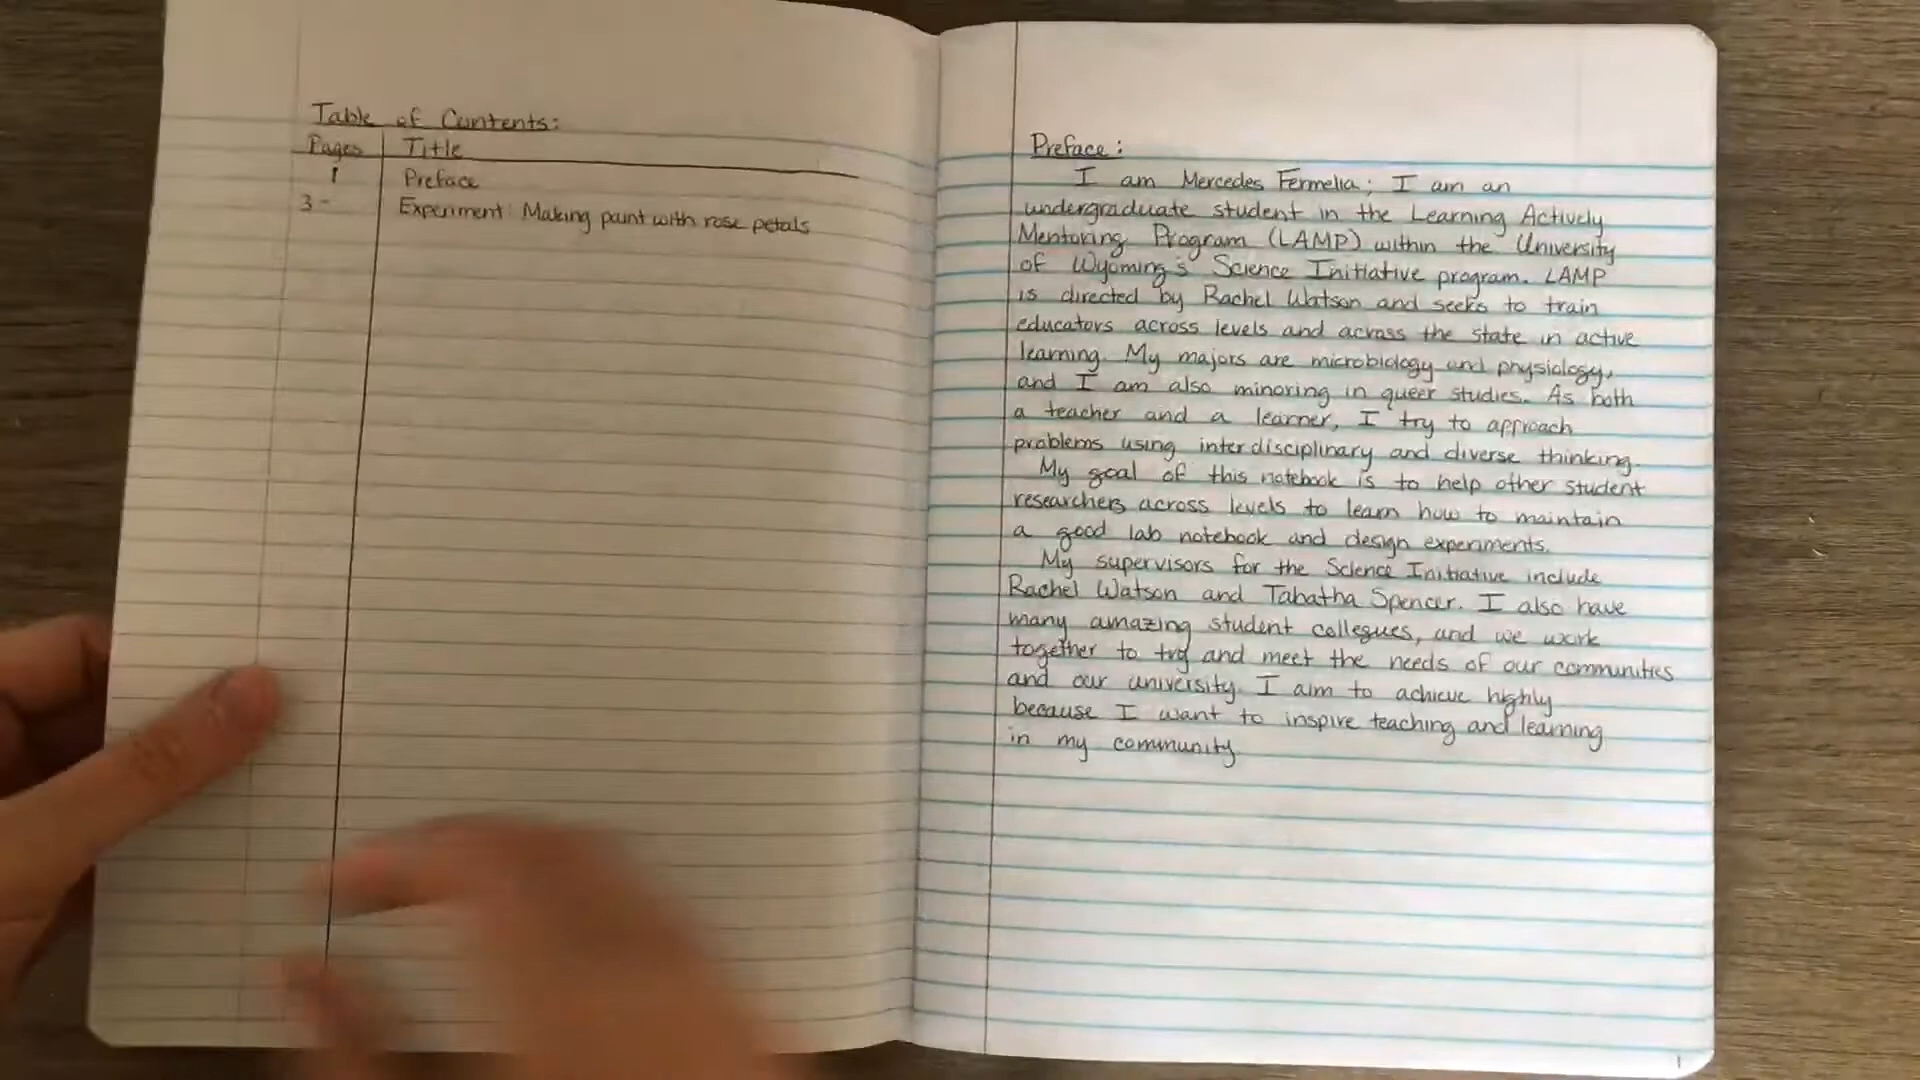 Table of Contents:
Pages Title
1 Preface
3- Experiment: Making paint with rose petals
Preface:
I am Mercedes Fermelia; I am an
undergraduate student in the Learning Actively
Mentoring Program (LAMP) within the University
of Wyoming's Science Initiative program. LAMP
is directed by Rachel Watson and seeks to train
educators across levels and across the state in active
learning. My majors are microbiology and physiology,
and I am also minoring in queer studies. As both
a teacher and a learner, I try to approach
problems using interdisciplinary and diverse thinking.
My goal of this notebook is to help other student
researchers across levels to learn how to maintain
a good lab notebook and design experiments.
My supervisors for the Science Initiative include
Rachel Watson and Tabatha Spencer. I also have
many amazing student collegues, and we work
together to try and meet the needs of our communities
and our university. I aim to achieve highly
because I want to inspire teaching and learning
in my community.
1